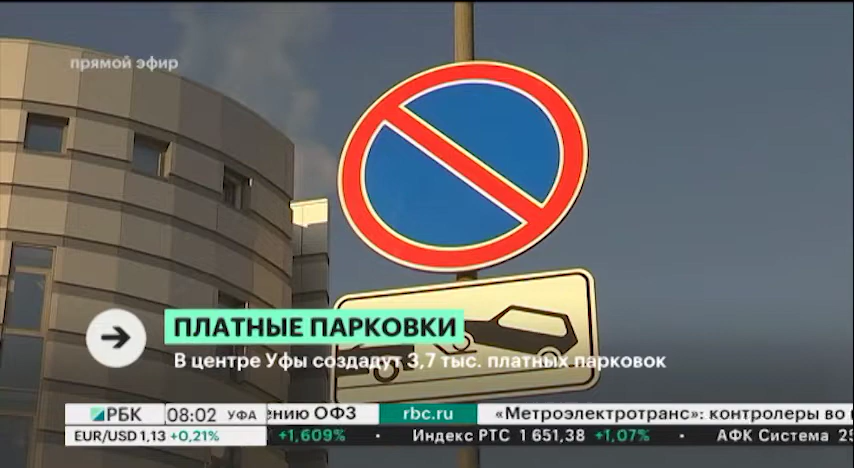 прямой эфир
ПЛАТНЫЕ ПАРКОВКИ
В центре Уфы создадут 3,7 тыс. платных парковок
РБК 08:02 УФА ению ОФЗ rbc.ru «Метроэлектротранс»: контролеры во
EUR/USD 1,13 +0,21% +1,609% • Индекс РТС 1 651,38 +1,07% • АФК Система 25